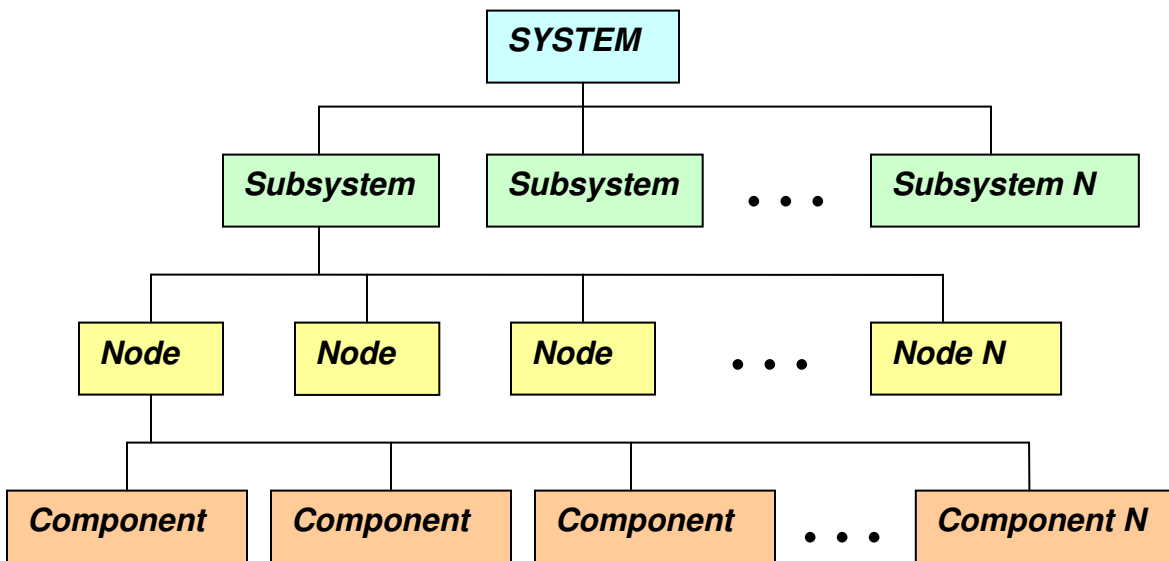 SYSTEM
Subsystem
Subsystem
Subsystem N
Node
Node
Node
Node N
Component
Component
Component
Component N